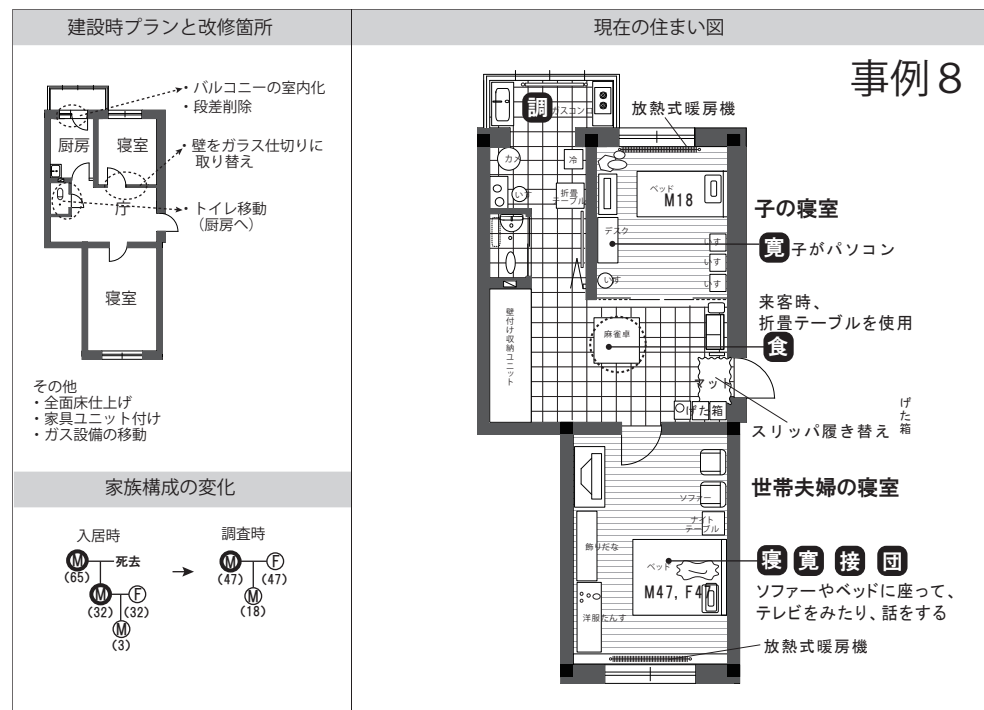 建設時プランと改修箇所
・バルコニーの室内化
・段差削除
厨房
寝室
・壁をガラス仕切りに
取り替え
庁
・トイレ移動
（厨房へ）
寝室
その他
・全面床仕上げ
・家具ユニット付け
・ガス設備の移動
家族構成の変化
入居時
調査時
M
死去
(65)
M
F
(32)
(32)
M
(3)
M
F
(47)
(47)
M
(18)
現在の住まい図
事例８
調
ガスコンロ
放熱式暖房機
カメ
冷
いす
折畳
テーブル
ベッド
M18
子の寝室
デスク
いす
いす
いす
いす
寛
子がパソコン
来客時、
折畳テーブルを使用
食
壁付け収納ユニット
麻雀卓
マット
げた箱
げた箱
スリッパ履き替え
世帯夫婦の寝室
ソファー
ナイト
テーブル
飾りだな
ベッド
M47, F47
洋服たんす
寝 寛 接 団
ソファーやベッドに座って、
テレビをみたり、話をする
放熱式暖房機